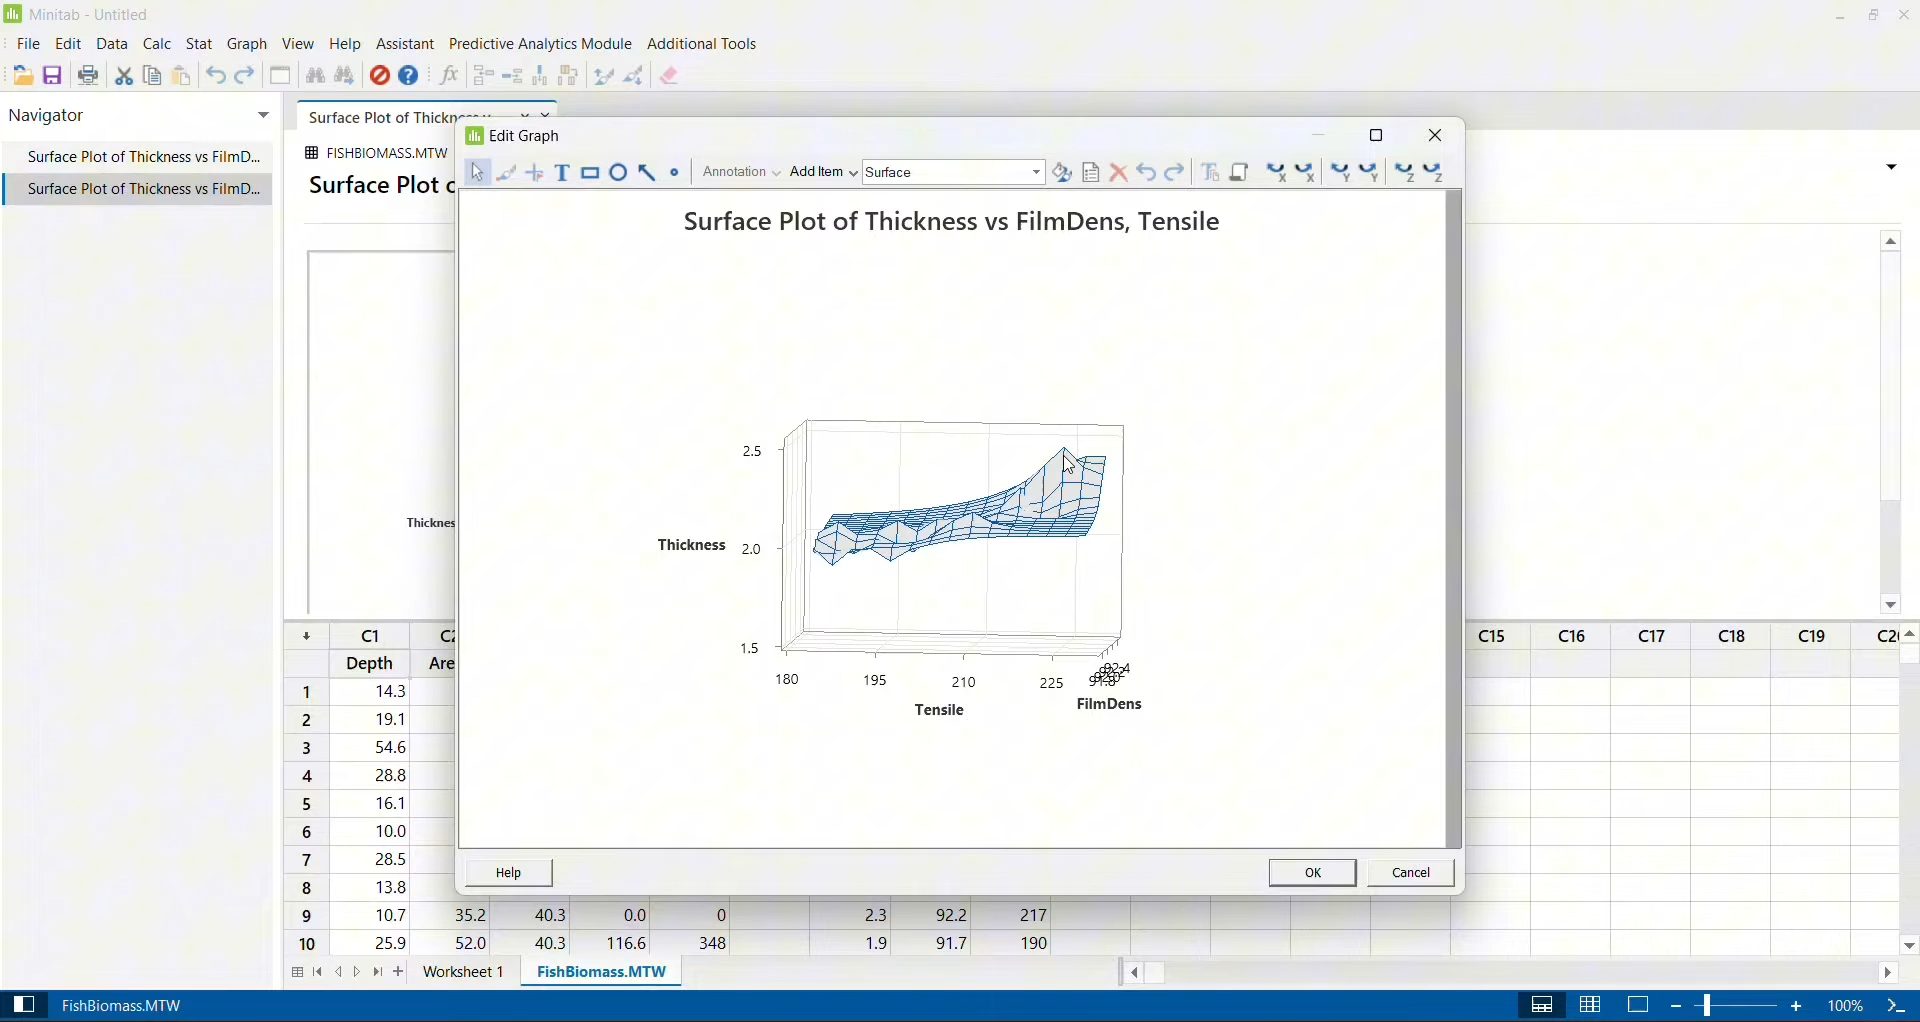 Minitab - Untitled
File Edit Data Calc Stat Graph View Help Assistant Predictive Analytics Module Additional Tools
Navigator
Surface Plot of Thickness vs FilmD...
Surface Plot of Thickness vs FilmD...
Surface Plot of
FISHBIOMASS.MTW
Surface Plot
Edit Graph
Annotation Add Item Surface
Surface Plot of Thickness vs FilmDens, Tensile
2.5
Thickness 2.0
1.5
180 195 210 225
92.4
Tensile
FilmDens
Help OK Cancel
C1 C15 C16 C17 C18 C19
Depth
1 14.3
2 19.1
3 54.6
4 28.8
5 16.1
6 10.0
7 28.5
8 13.8
9 10.7 35.2 40.3 0.0 0 2.3 92.2 217
10 25.9 52.0 40.3 116.6 348 1.9 91.7 190
Worksheet 1 FishBiomass.MTW
FishBiomass.MTW
100%